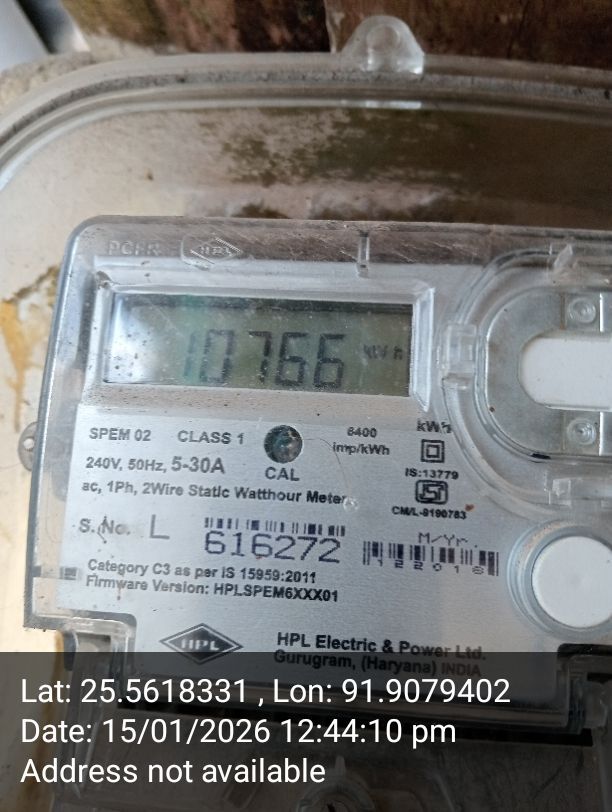 HPL
10766 kWh
SPEM 02 CLASS 1
6400 imp/kWh
kWh
240V, 50Hz, 5-30A
CAL
IS:13779
ac, 1Ph, 2Wire Static Watthour Meter
CM/L-9190783
S. No. L 616272
M/Yr.
122018
Category C3 as per IS 15959:2011
Firmware Version: HPLSPEM6XXX01
HPL
HPL Electric & Power Ltd.
Gurugram, (Haryana) INDIA
Lat: 25.5618331 , Lon: 91.9079402
Date: 15/01/2026 12:44:10 pm
Address not available